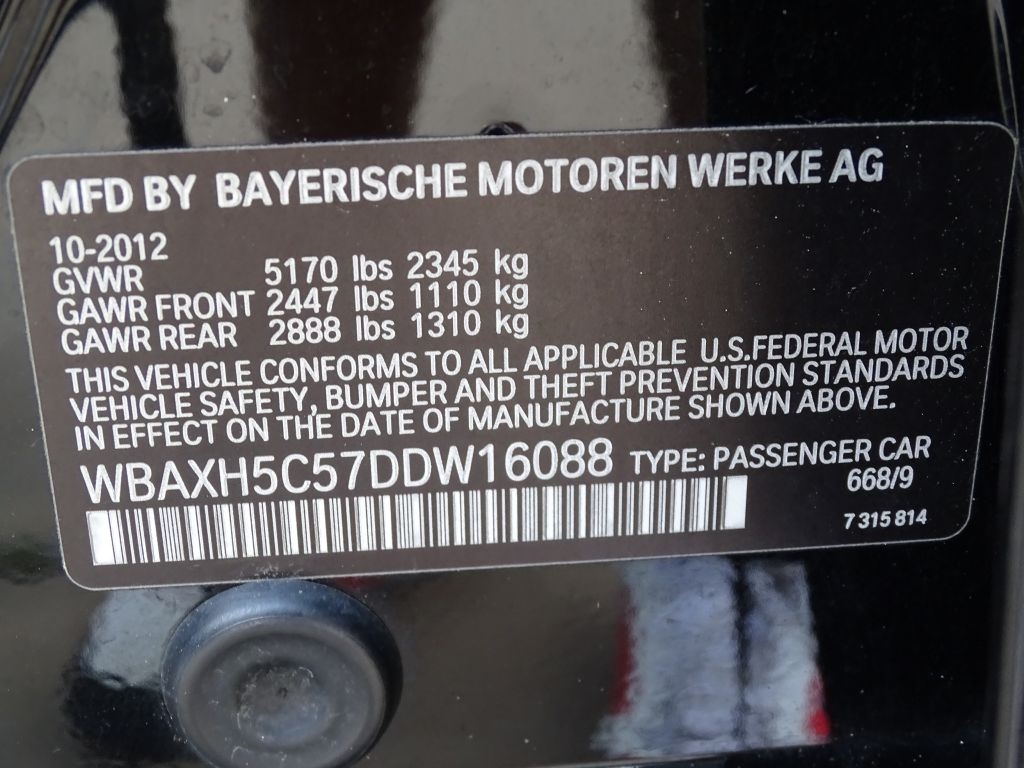 MFD BY BAYERISCHE MOTOREN WERKE AG
10-2012
GVWR 5170 lbs 2345 kg
GAWR FRONT 2447 lbs 1110 kg
GAWR REAR 2888 lbs 1310 kg
THIS VEHICLE CONFORMS TO ALL APPLICABLE U.S.FEDERAL MOTOR
VEHICLE SAFETY, BUMPER AND THEFT PREVENTION STANDARDS
IN EFFECT ON THE DATE OF MANUFACTURE SHOWN ABOVE.
WBAXH5C57DDW16088 TYPE: PASSENGER CAR
668/9
7 315 814